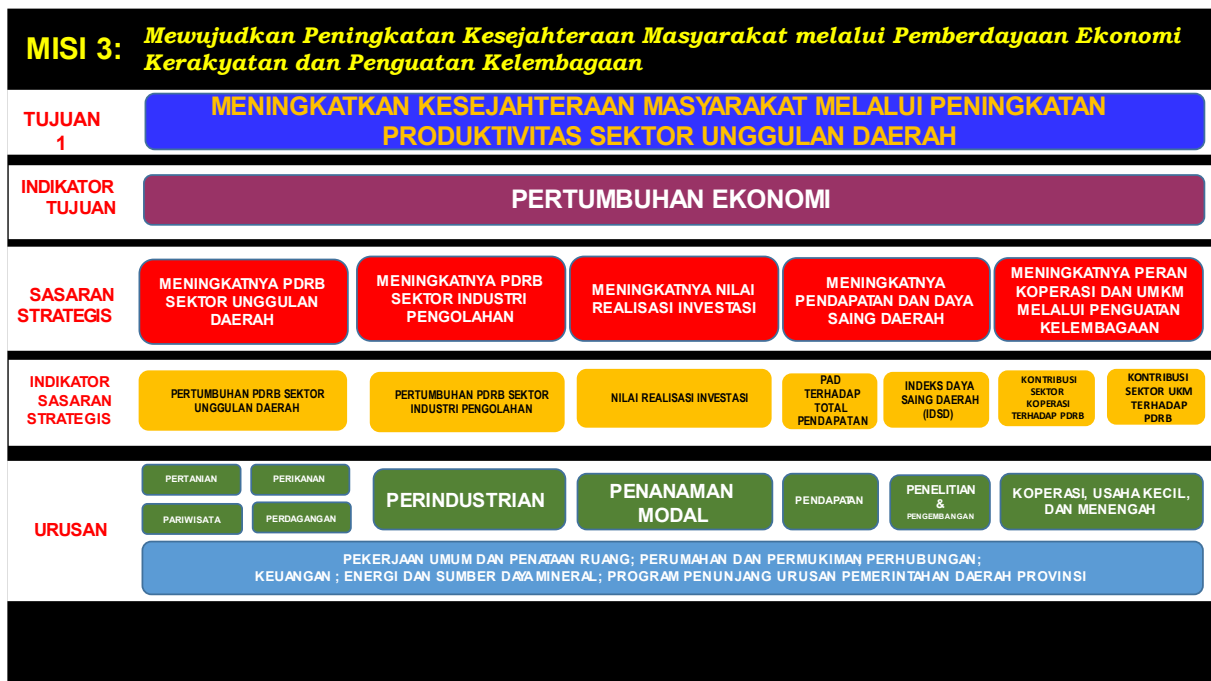 MISI 3:
Mewujudkan Peningkatan Kesejahteraan Masyarakat melalui Pemberdayaan Ekonomi
Kerakyatan dan Penguatan Kelembagaan
TUJUAN
1
MENINGKATKAN KESEJAHTERAAN MASYARAKAT MELALUI PENINGKATAN
PRODUKTIVITAS SEKTOR UNGGULAN DAERAH
INDIKATOR
TUJUAN
PERTUMBUHAN EKONOMI
SASARAN
STRATEGIS
MENINGKATNYA PDRB
SEKTOR UNGGULAN
DAERAH
MENINGKATNYA PDRB
SEKTOR INDUSTRI
PENGOLAHAN
MENINGKATNYA NILAI
REALISASI INVESTASI
MENINGKATNYA
PENDAPATAN DAN DAYA
SAING DAERAH
MENINGKATNYA PERAN
KOPERASI DAN UMKM
MELALUI PENGUATAN
KELEMBAGAAN
INDIKATOR
SASARAN
STRATEGIS
PERTUMBUHAN PDRB SEKTOR
UNGGULAN DAERAH
PERTUMBUHAN PDRB SEKTOR
INDUSTRI PENGOLAHAN
NILAI REALISASI INVESTASI
PAD
TERHADAP
TOTAL
PENDAPATAN
INDEKS DAYA
SAING DAERAH
(IDSD)
KONTRIBUSI
SEKTOR
KOPERASI
TERHADAP PDRB
KONTRIBUSI
SEKTOR UKM
TERHADAP
PDRB
URUSAN
PERTANIAN
PERIKANAN
PARIWISATA
PERDAGANGAN
PERINDUSTRIAN
PENANAMAN
MODAL
PENDAPATAN
PENELITIAN
&
PENGEMBANGAN
KOPERASI, USAHA KECIL,
DAN MENENGAH
PEKERJAAN UMUM DAN PENATAAN RUANG; PERUMAHAN DAN PERMUKIMAN PERHUBUNGAN;
KEUANGAN ; ENERGI DAN SUMBER DAYA MINERAL; PROGRAM PENUNJANG URUSAN PEMERINTAHAN DAERAH PROVINSI